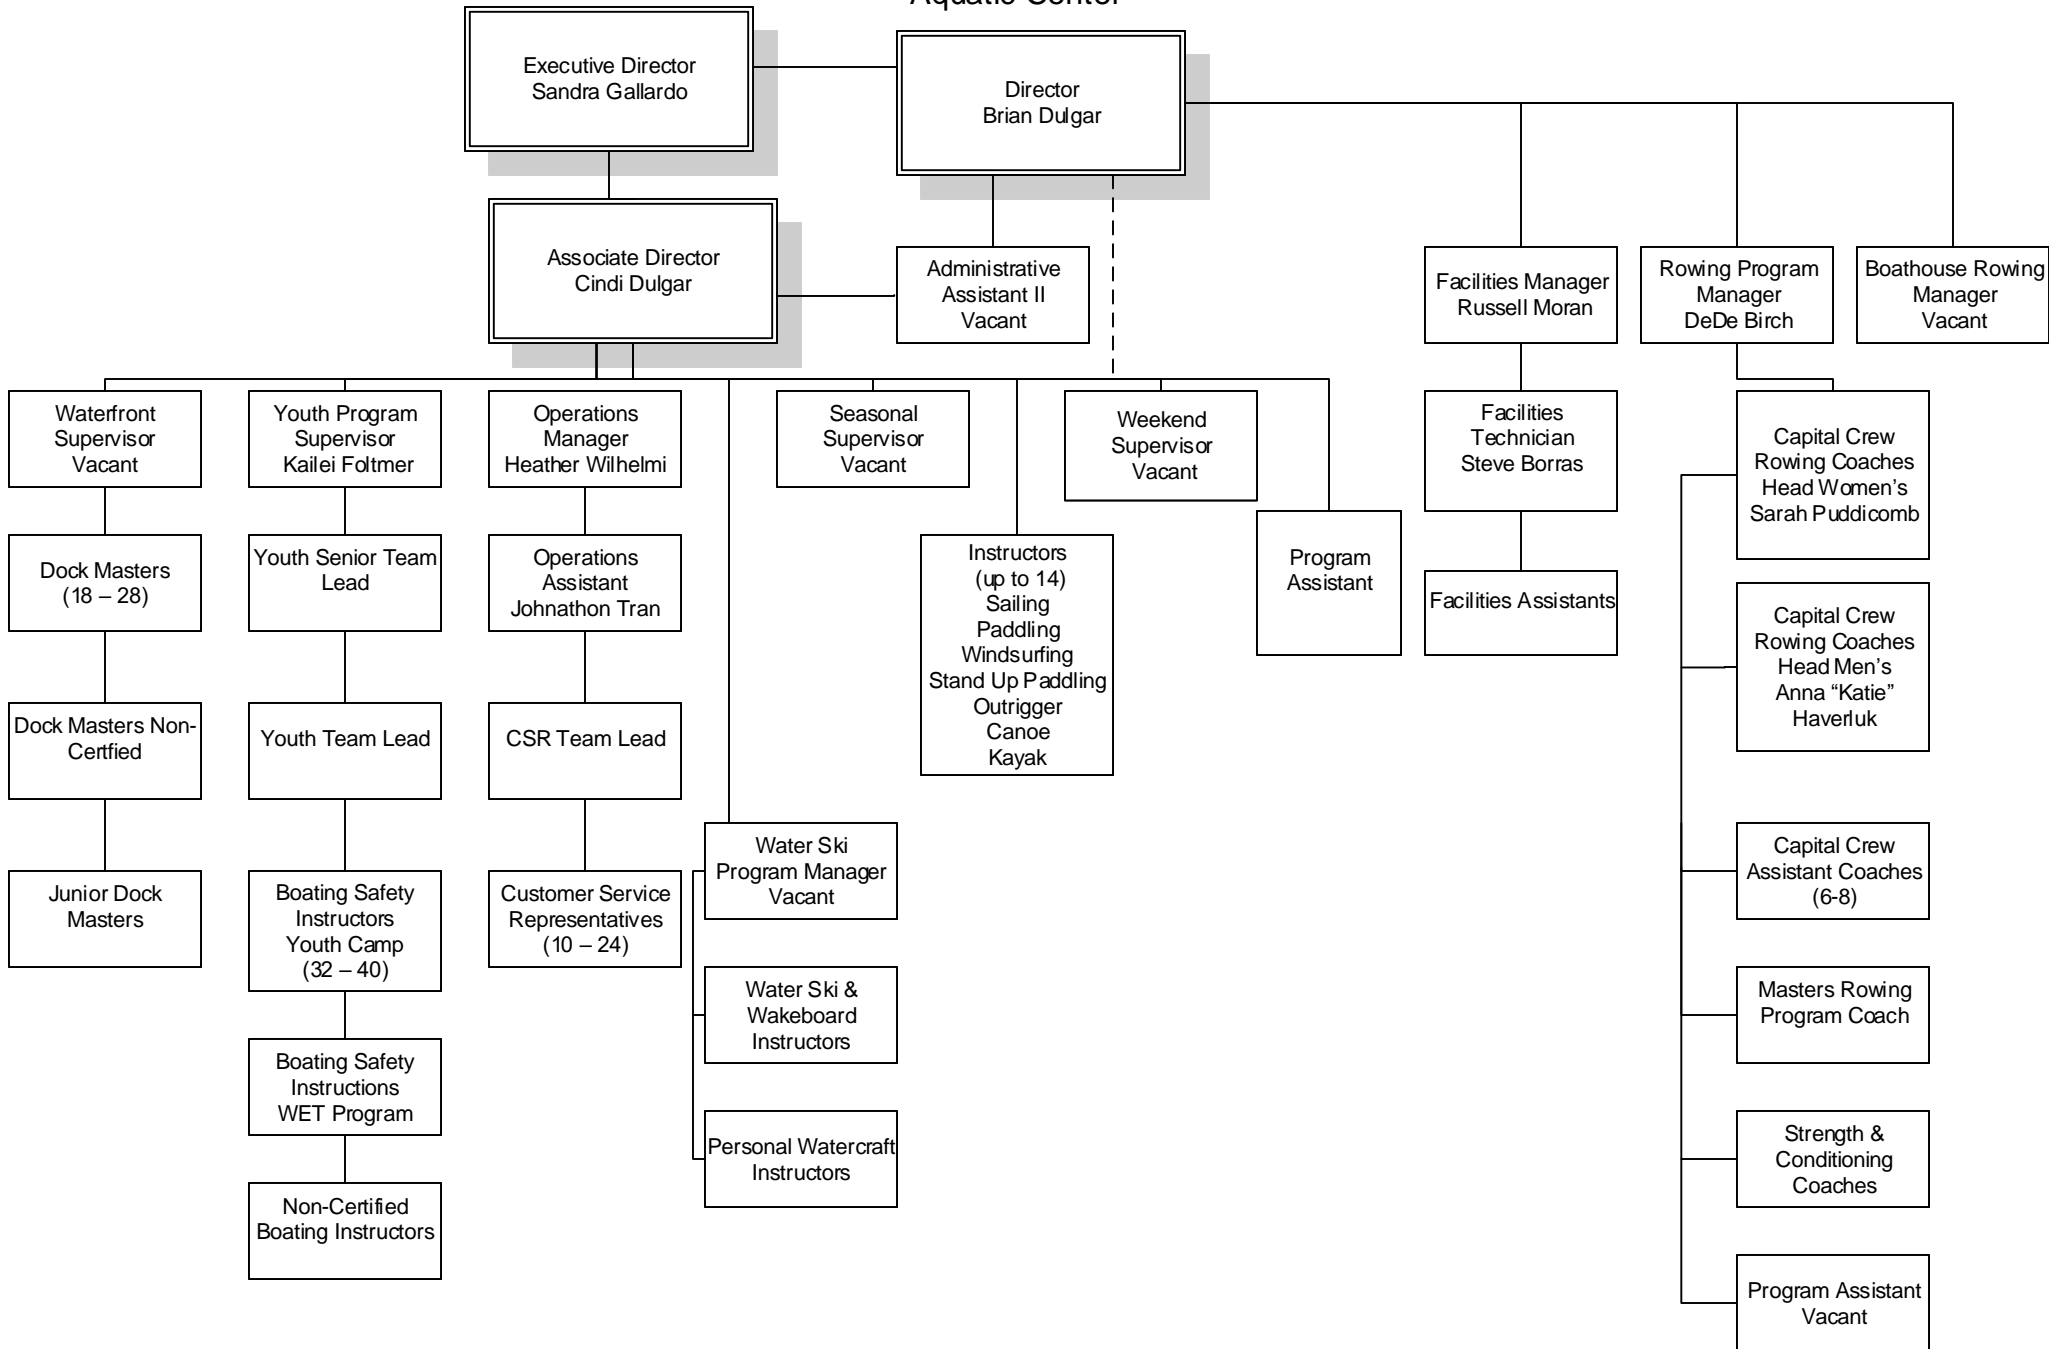 Aquatic Center
Executive Director
Sandra Gallardo
Director
Brian Dulgar
Associate Director
Cindi Dulgar
Administrative
Assistant II
Vacant
Facilities Manager
Russell Moran
Rowing Program
Manager
DeDe Birch
Boathouse Rowing
Manager
Vacant
Waterfront
Supervisor
Vacant
Youth Program
Supervisor
Kailei Foltmer
Operations
Manager
Heather Wilhelmi
Seasonal
Supervisor
Vacant
Weekend
Supervisor
Vacant
Facilities
Technician
Steve Borras
Capital Crew
Rowing Coaches
Head Women’s
Sarah Puddicomb
Dock Masters
(18 – 28)
Youth Senior Team
Lead
Operations
Assistant
Johnathon Tran
Instructors
(up to 14)
Sailing
Paddling
Windsurfing
Stand Up Paddling
Outrigger
Canoe
Kayak
Program
Assistant
Facilities Assistants
Capital Crew
Rowing Coaches
Head Men’s
Anna “Katie”
Haverluk
Dock Masters Non-
Certfied
Youth Team Lead
CSR Team Lead
Water Ski
Program Manager
Vacant
Capital Crew
Assistant Coaches
(6-8)
Junior Dock
Masters
Boating Safety
Instructors
Youth Camp
(32 – 40)
Customer Service
Representatives
(10 – 24)
Water Ski &
Wakeboard
Instructors
Masters Rowing
Program Coach
Boating Safety
Instructions
WET Program
Personal Watercraft
Instructors
Strength &
Conditioning
Coaches
Non-Certified
Boating Instructors
Program Assistant
Vacant